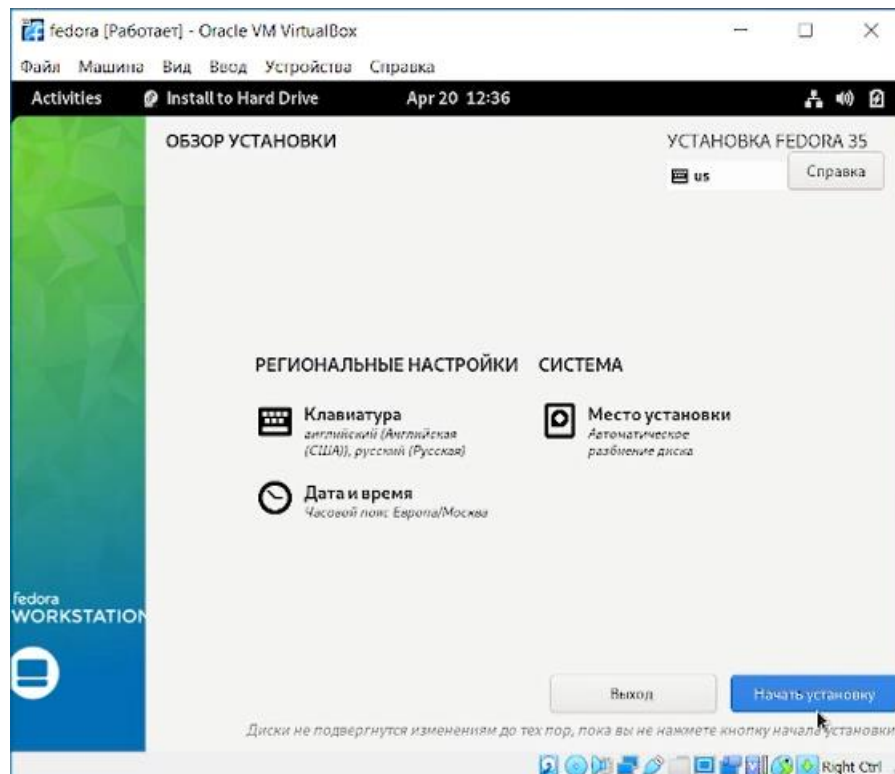 fedora [Работает] - Oracle VM VirtualBox
Файл Машина Вид Ввод Устройства Справка
Activities Install to Hard Drive Apr 20 12:36
ОБЗОР УСТАНОВКИ
УСТАНОВКА FEDORA 35
us
Справка
РЕГИОНАЛЬНЫЕ НАСТРОЙКИ
Клавиатура
английский (Английская
(США)), русский (Русская)
Дата и время
Часовой пояс Европа/Москва
СИСТЕМА
Место установки
Автоматическое
разбиение диска
fedora
WORKSTATION
Выход
Начать установку
Диски не подвергнутся изменениям до тех пор, пока вы не нажмете кнопку начала установки
Right Ctrl